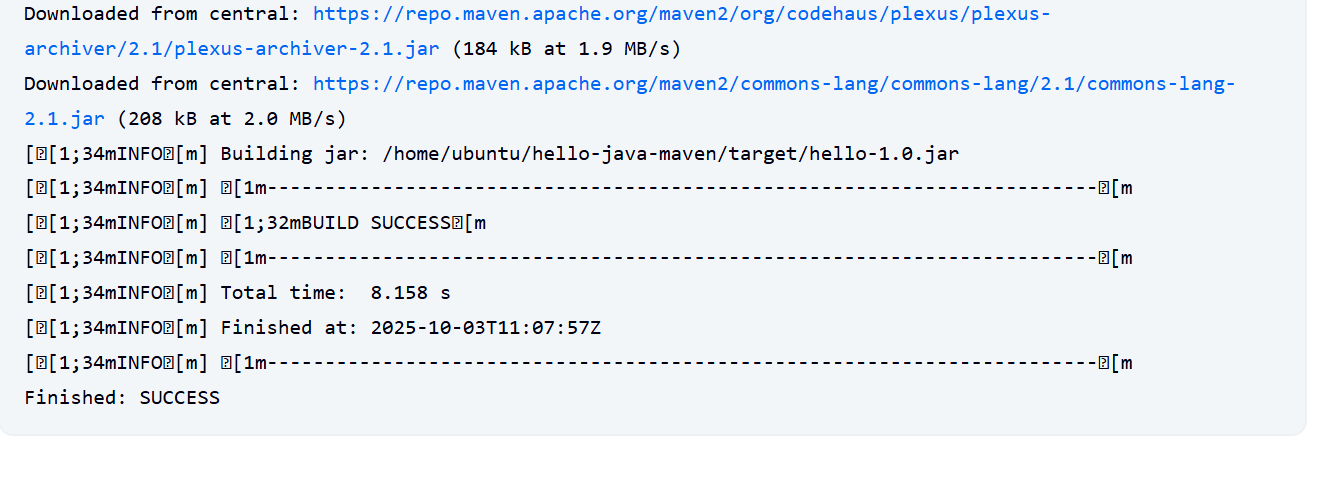 Downloaded from central: https://repo.maven.apache.org/maven2/org/codehaus/plexus/plexus-
archiver/2.1/plexus-archiver-2.1.jar (184 kB at 1.9 MB/s)
Downloaded from central: https://repo.maven.apache.org/maven2/commons-lang/commons-lang/2.1/commons-lang-
2.1.jar (208 kB at 2.0 MB/s)
[�[1;34mINFO�[m] Building jar: /home/ubuntu/hello-java-maven/target/hello-1.0.jar
[�[1;34mINFO�[m] �[1m------------------------------------------------------------------------�[m
[�[1;34mINFO�[m] �[1;32mBUILD SUCCESS�[m
[�[1;34mINFO�[m] �[1m------------------------------------------------------------------------�[m
[�[1;34mINFO�[m] Total time:  8.158 s
[�[1;34mINFO�[m] Finished at: 2025-10-03T11:07:57Z
[�[1;34mINFO�[m] �[1m------------------------------------------------------------------------�[m
Finished: SUCCESS